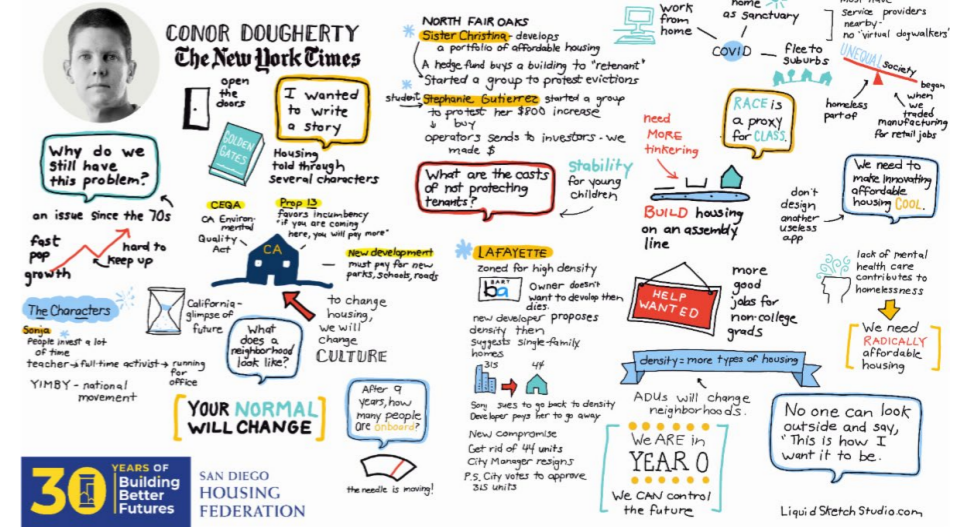 CONOR DOUGHERTY
The New York Times
open
the
doors
GOLDEN
GATES
I wanted
to write
a story
Housing
told through
several characters
Why do we
still have
this problem?
an issue since the 70s
fast
pop
growth
hard to
keep up
CEQA
CA Environ-
mental
Quality
Act
Prop 13
favors incumbency
"if you are coming
here, you will pay more"
CA
New development
must pay for new
parks, schools, roads
The Characters
Sonja
People invest a lot
of time
teacher → full-time activist → running
for
office
YIMBY - national
movement
California -
glimpse of
future
What
does a
neighborhood
look like?
to change
housing,
we will
change
CULTURE
YOUR NORMAL
WILL CHANGE
After 9
years, how
many people
are onboard?
the needle is moving!
30 YEARS OF
Building
Better
Futures
SAN DIEGO
HOUSING
FEDERATION
NORTH FAIR OAKS
Sister Christina - develops
a portfolio of affordable housing
A hedge fund buys a building to "retenant"
Started a group to protest evictions
student Stephanie Gutierrez started a group
to protest her $800 increase
↓ buy
operators sends to investors - we
made $
What are the costs
of not protecting
tenants?
stability
for young
children
LAFAYETTE
zoned for high density
BART
ba
owner doesn't
want to develop then
dies.
new developer proposes
density then
suggests single-family
homes
315
44
Sony sues to go back to density
Developer pays her to go away
New compromise
Get rid of 44 units
City Manager resigns
P.S. City votes to approve
315 units
work
from
home
home
as sanctuary
COVID
flee to
suburbs
service providers
nearby-
no "virtual dogwalkers"
UNEQUAL society
homeless
part of
began
when
we
traded
manufacturing
for retail jobs
need
MORE
tinkering
RACE is
a proxy
for CLASS.
BUILD housing
on an assembly
line
We need to
make innovating
affordable
housing COOL.
don't
design
another
useless
app
HELP
WANTED
more
good
jobs for
non-college
grads
lack of mental
health care
contributes to
homelessness
We need
RADICALLY
affordable
housing
density = more types of housing
ADUs will change
neighborhoods.
We ARE in
YEAR 0
We CAN control
the future
No one can look
outside and say,
"This is how I
want it to be.
LiquidSketchStudio.com